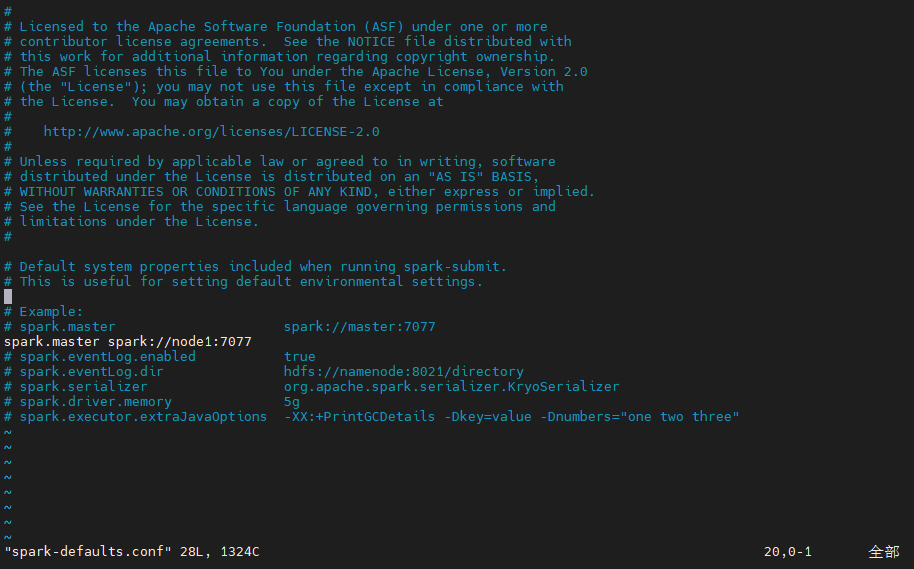 #
# Licensed to the Apache Software Foundation (ASF) under one or more
# contributor license agreements.  See the NOTICE file distributed with
# this work for additional information regarding copyright ownership.
# The ASF licenses this file to You under the Apache License, Version 2.0
# (the "License"); you may not use this file except in compliance with
# the License.  You may obtain a copy of the License at
#
#    http://www.apache.org/licenses/LICENSE-2.0
#
# Unless required by applicable law or agreed to in writing, software
# distributed under the License is distributed on an "AS IS" BASIS,
# WITHOUT WARRANTIES OR CONDITIONS OF ANY KIND, either express or implied.
# See the License for the specific language governing permissions and
# limitations under the License.
#

# Default system properties included when running spark-submit.
# This is useful for setting default environmental settings.

# Example:
# spark.master                     spark://master:7077
spark.master spark://node1:7077
# spark.eventLog.enabled           true
# spark.eventLog.dir               hdfs://namenode:8021/directory
# spark.serializer                 org.apache.spark.serializer.KryoSerializer
# spark.driver.memory              5g
# spark.executor.extraJavaOptions  -XX:+PrintGCDetails -Dkey=value -Dnumbers="one two three"
~
~
~
~
~
~
~
~
"spark-defaults.conf" 28L, 1324C                                                               20,0-1       全部